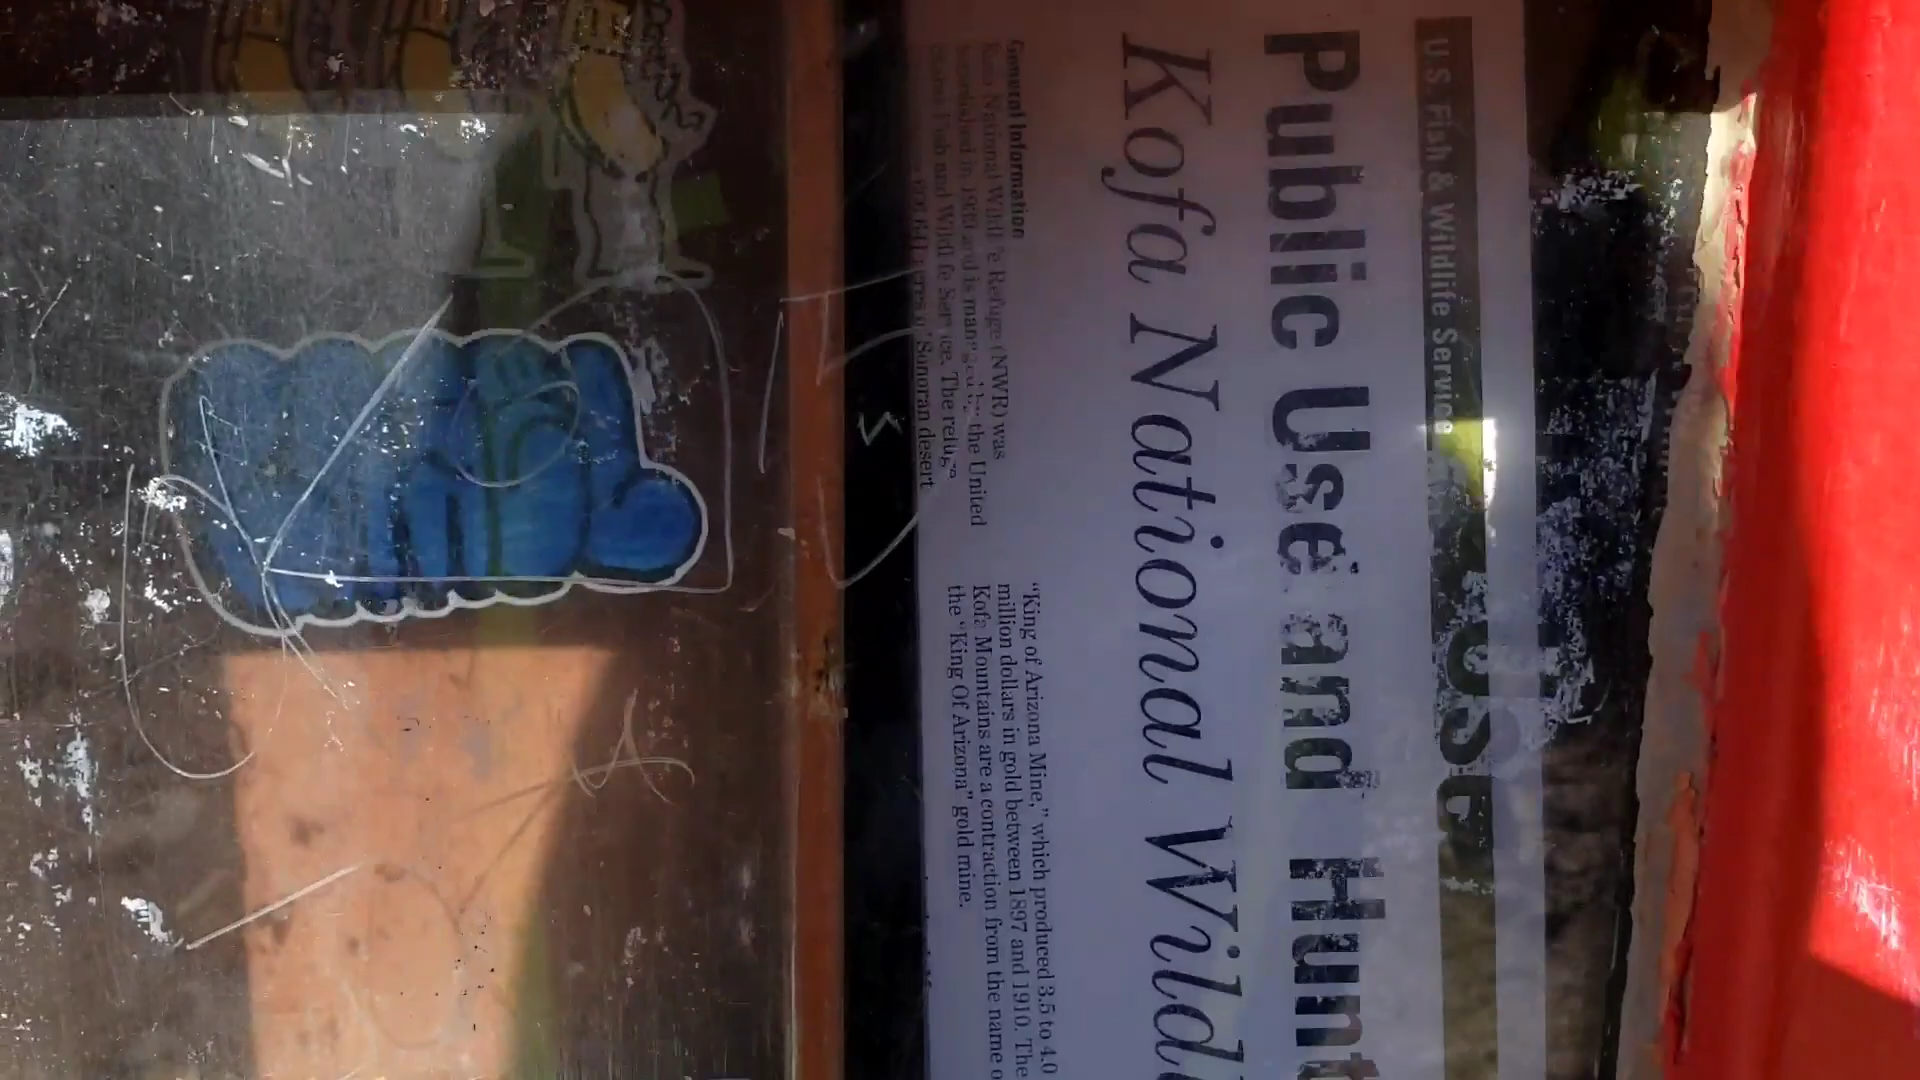 U.S. Fish & Wildlife Service
Public Use and Hunt
Kofa National Wildl
General Information
National Wildlife Refuge (NWR) was
established in 1939 and is managed by the United
States Fish and Wildlife Service. The refuge
acres of Sonoran desert
"King of Arizona Mine," which produced 3.5 to 4.0
million dollars in gold between 1897 and 1910. The
Kofa Mountains are a contraction from the name o
the "King Of Arizona" gold mine.
use